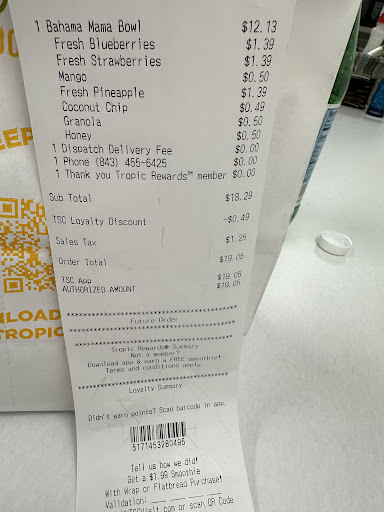 1 Bahama Mama Bowl $12.13
Fresh Blueberries $1.39
Fresh Strawberries $1.39
Mango $0.50
Fresh Pineapple $1.39
Coconut Chip $0.49
Granola $0.50
Honey $0.50
1 Dispatch Delivery Fee $0.00
1 Phone (843) 455-6425 $0.00
1 Thank you Tropic Rewards℠ member $0.00
Sub Total $18.29
TSC Loyalty Discount -$0.49
Sales Tax $1.25
Order Total $19.05
TSC App $19.05
AUTHORIZED AMOUNT $19.05
****************************************
Future Order
****************************************
****************************************
Tropic Rewards® Summary
Not a member?
Download app & earn a FREE smoothie!
Terms and conditions apply.
****************************************
Loyalty Summary
Didn't earn points? Scan barcode in app.
6171453280495
Tell us how we did!
Get a $1.99 Smoothie
With Wrap or Flatbread Purchase!
Validation:
or scan QR Code
LOAD
TROPIC